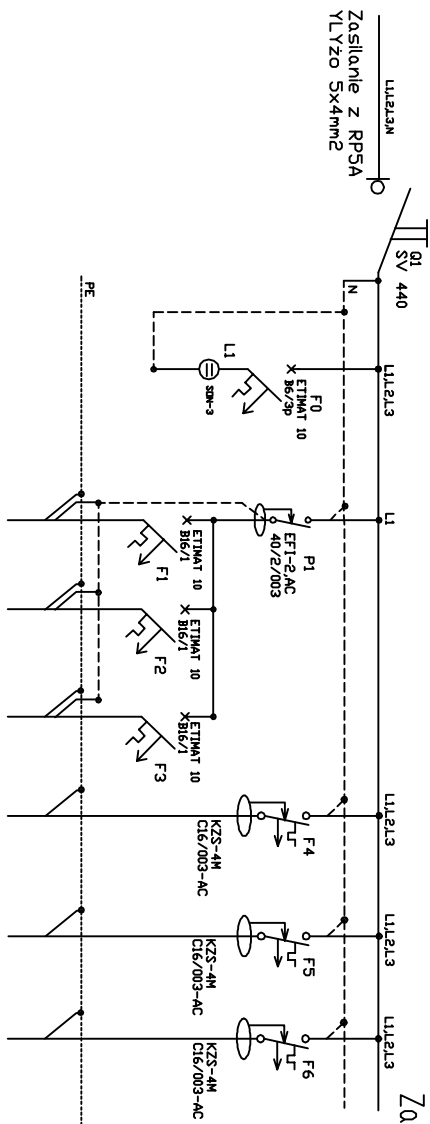 L1,L2,L3,N
Zasilanie z RP5A
YLYżo 5x4mm2
Q1
SV 440
N
PE
L1,L2,L3
F0
ETIMAT 10
B6/3p
L1
SON-3
L1
P1
EFI-2,AC
40/2/003
ETIMAT 10
B16/1
F1
ETIMAT 10
B16/1
F2
ETIMAT 10
B16/1
F3
L1,L2,L3
F4
KZS-4M
C16/003-AC
L1,L2,L3
F5
KZS-4M
C16/003-AC
L1,L2,L3
F6
KZS-4M
C16/003-AC
Za